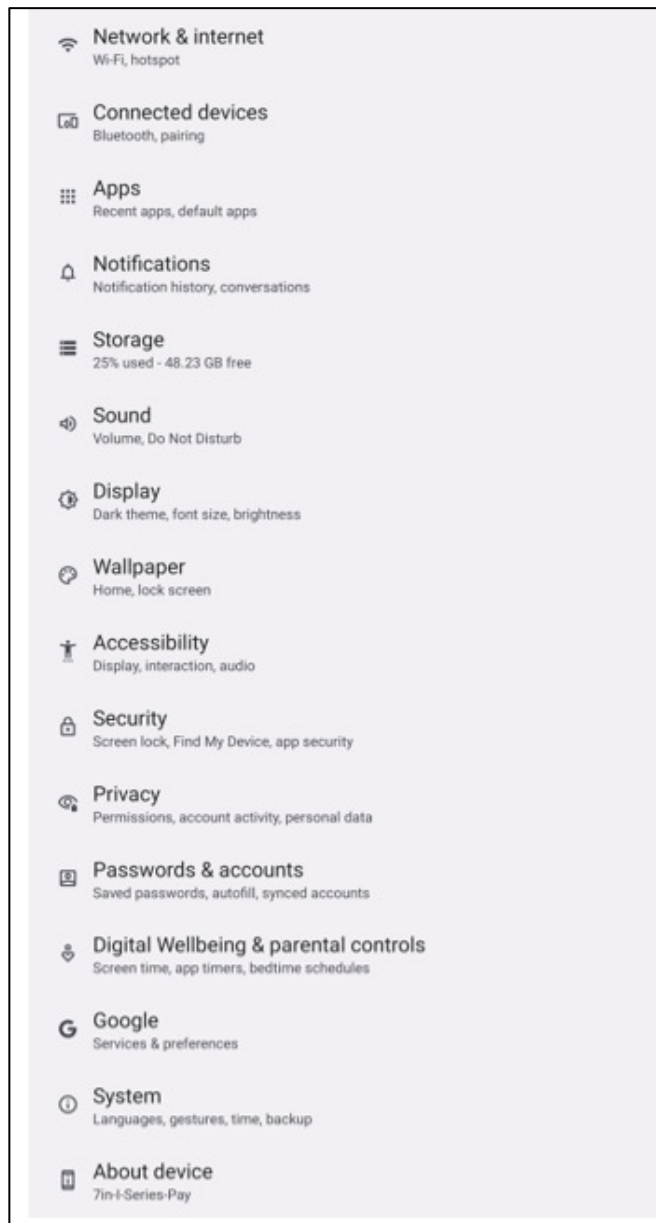 Network & internet
Wi-Fi, hotspot
Connected devices
Bluetooth, pairing
Apps
Recent apps, default apps
Notifications
Notification history, conversations
Storage
25% used - 48.23 GB free
Sound
Volume, Do Not Disturb
Display
Dark theme, font size, brightness
Wallpaper
Home, lock screen
Accessibility
Display, interaction, audio
Security
Screen lock, Find My Device, app security
Privacy
Permissions, account activity, personal data
Passwords & accounts
Saved passwords, autofill, synced accounts
Digital Wellbeing & parental controls
Screen time, app timers, bedtime schedules
Google
Services & preferences
System
Languages, gestures, time, backup
About device
7in-I-Series-Pay